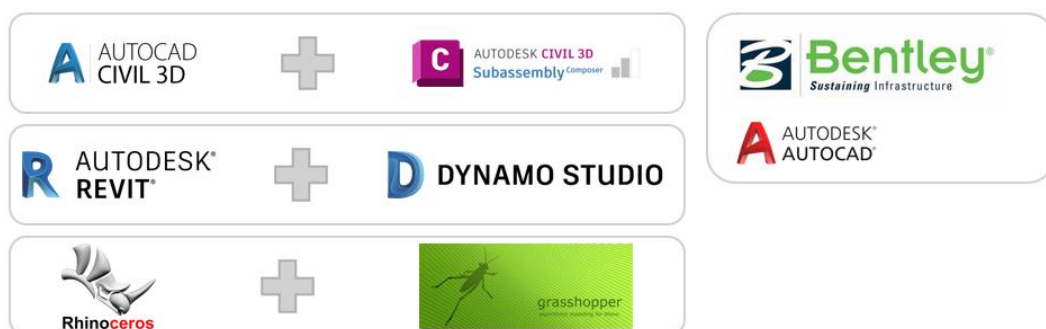 AUTOCAD
CIVIL 3D
C
AUTODESK CIVIL 3D
Subassembly Composer
AUTODESK®
REVIT®
DYNAMO STUDIO
Rhinoceros
grasshopper
Bentley®
Sustaining Infrastructure
AUTODESK®
AUTOCAD®